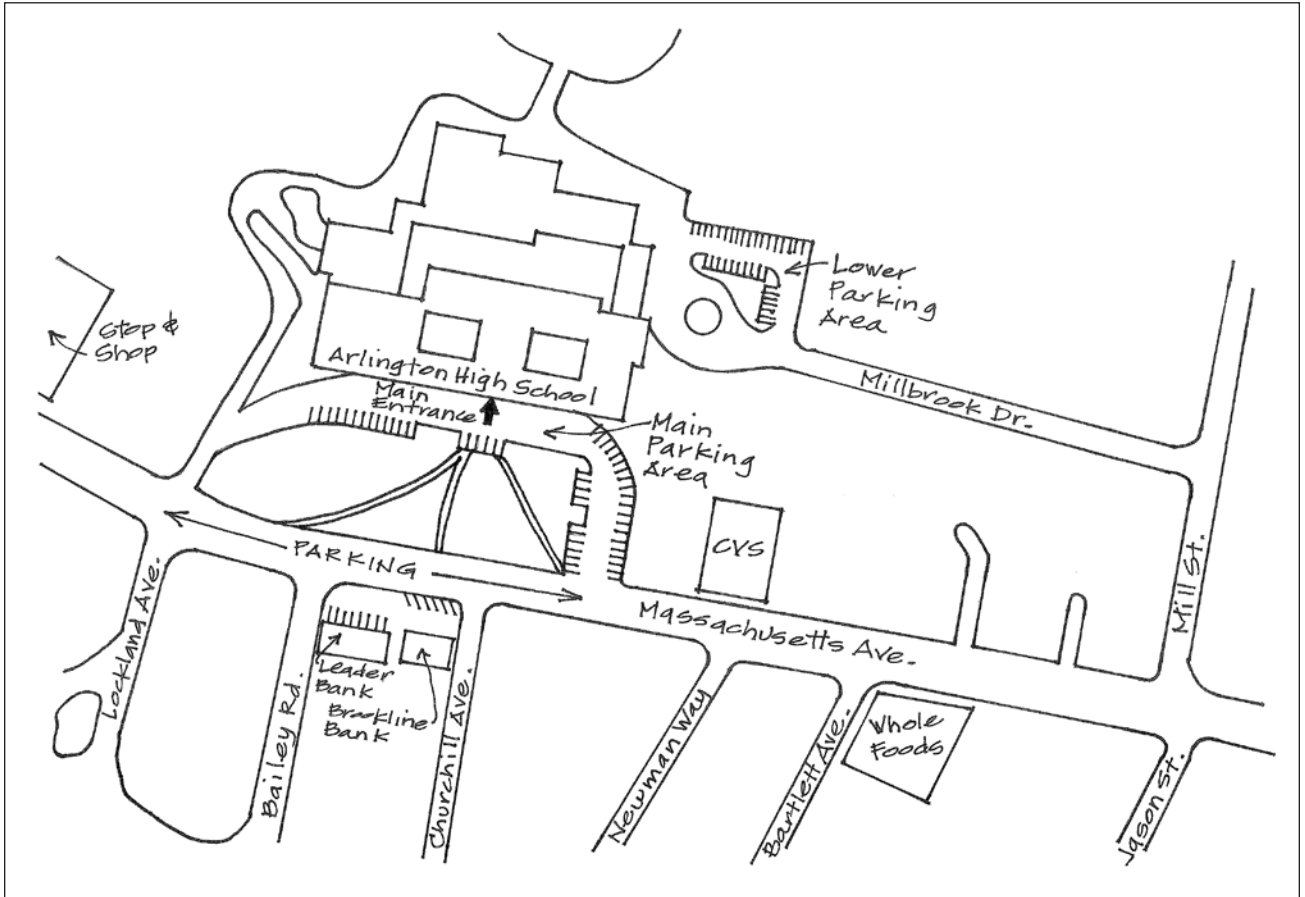 Stop &
Shop
Arlington High School
Main
Entrance
Main
Parking
Area
Lower
Parking
Area
Millbrook Dr.
CVS
PARKING
Massachusetts Ave.
Mill St.
Lockland Ave.
Bailey Rd.
Leader
Bank
Brookline
Bank
Churchill Ave.
Newman Way
Bartlett Ave.
Whole
Foods
Jason St.